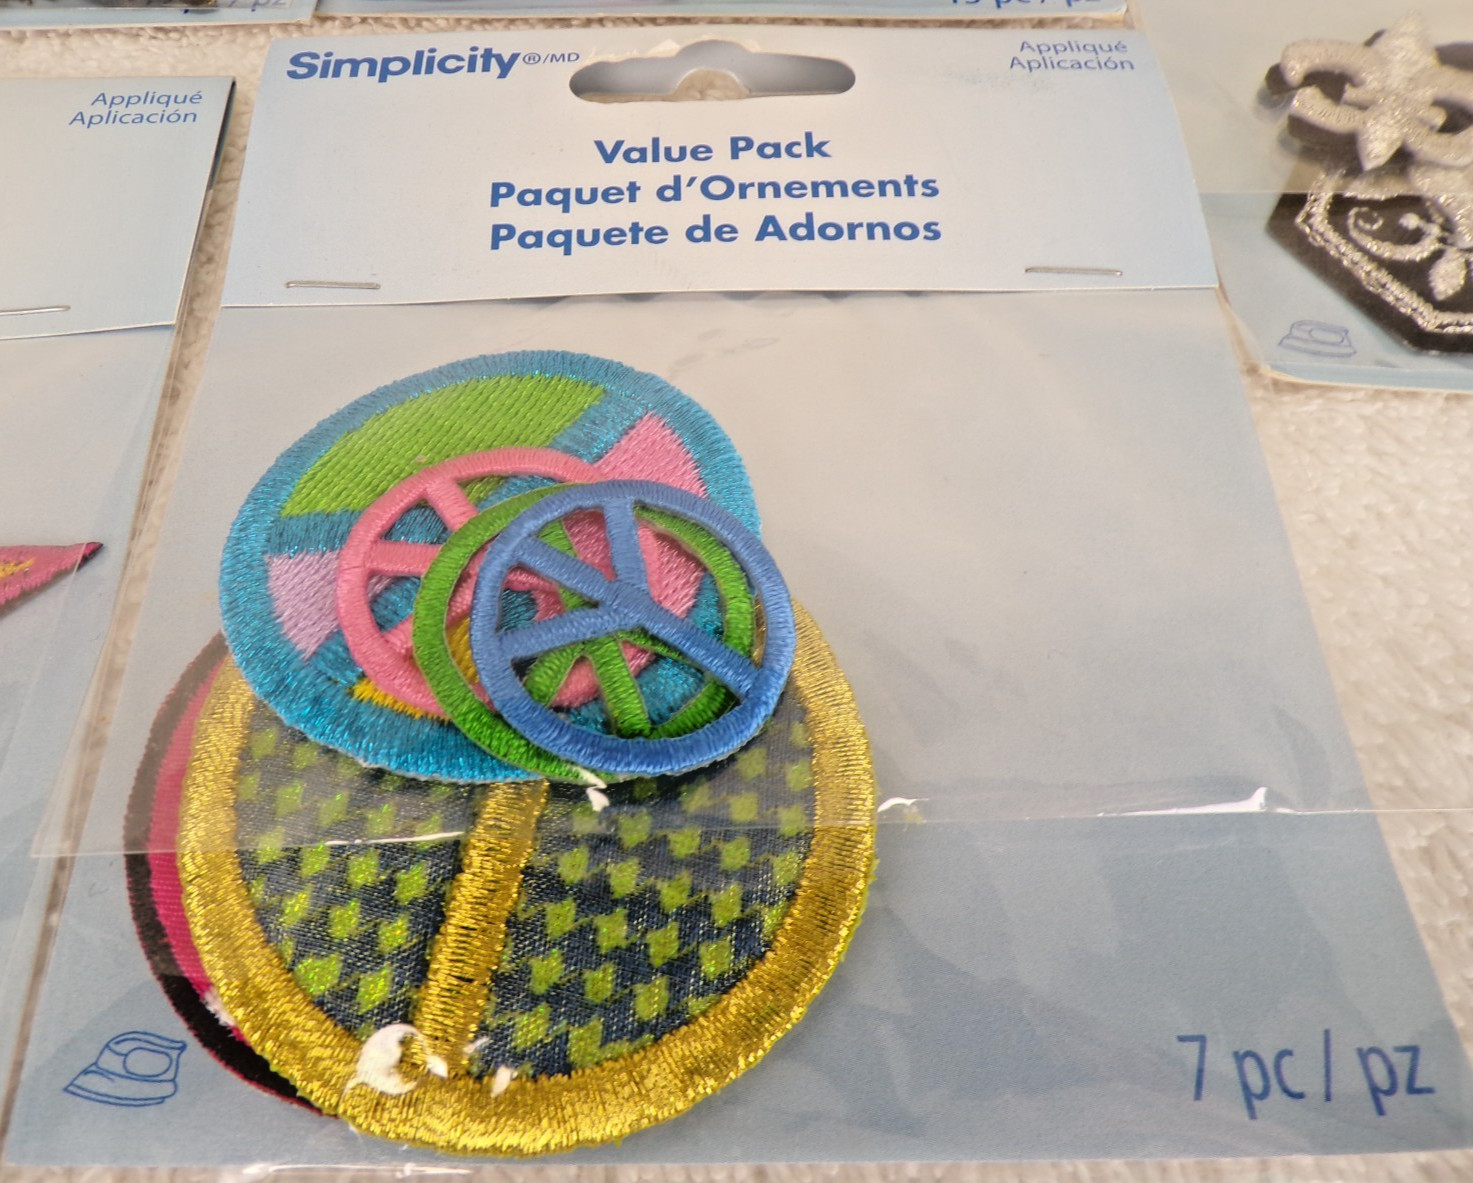 Simplicity®/MD
Appliqué
Aplicación
Value Pack
Paquet d'Ornements
Paquete de Adornos
7 pc / pz
Appliqué
Aplicación